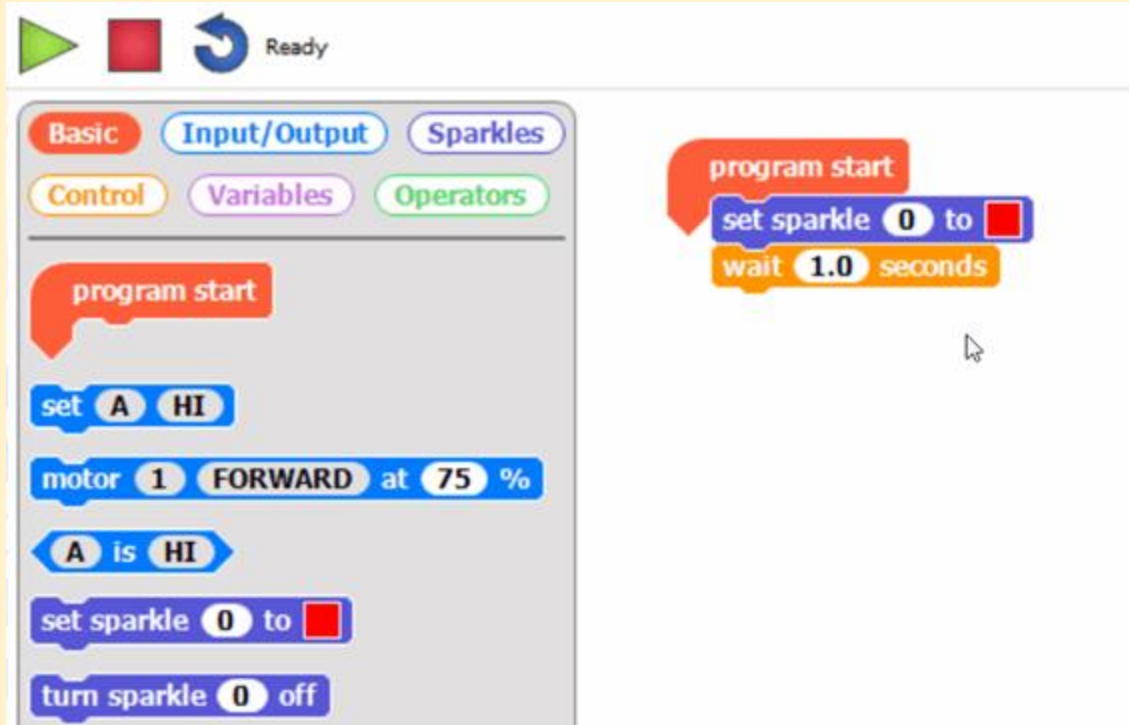 Ready
Basic Input/Output Sparkles
Control Variables Operators
program start
set A HI
motor 1 FORWARD at 75 %
A is HI
set sparkle 0 to
turn sparkle 0 off
program start
set sparkle 0 to
wait 1.0 seconds